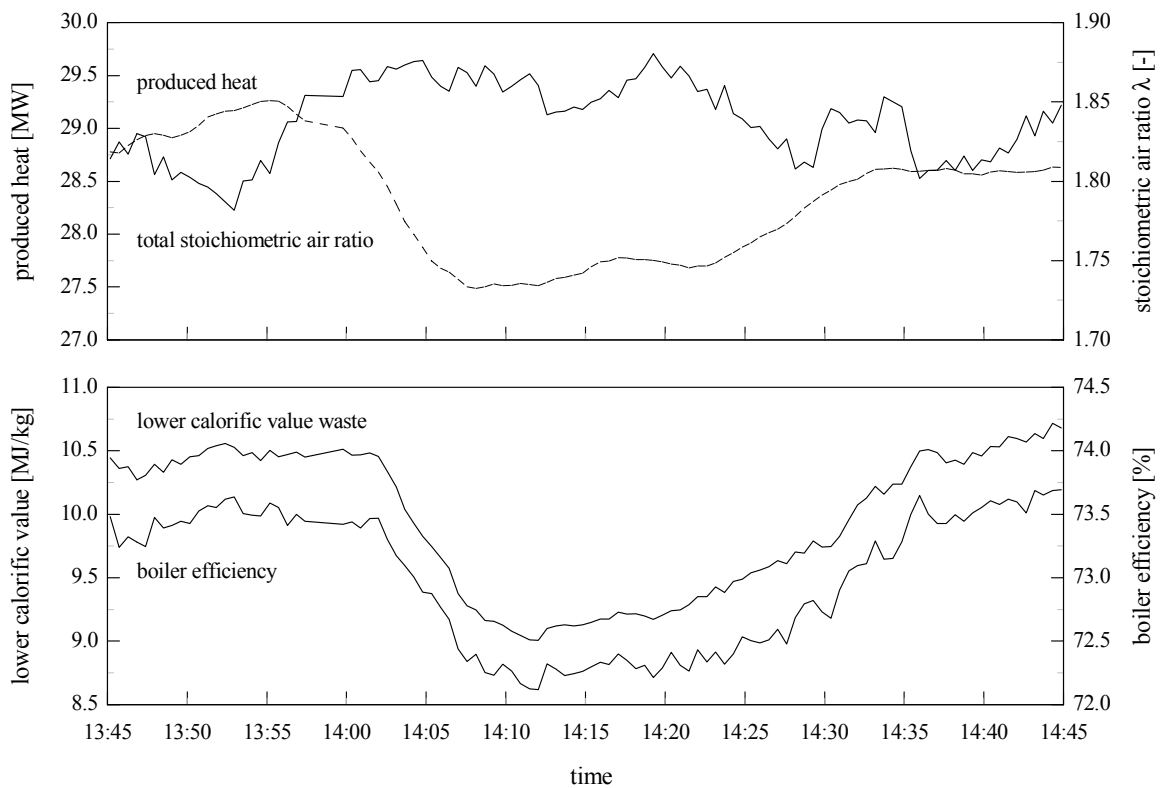 30.0
29.5
29.0
28.5
28.0
27.5
27.0
produced heat [MW]
produced heat
total stoichiometric air ratio
1.90
1.85
1.80
1.75
1.70
stoichiometric air ratio λ [-]
11.0
10.5
10.0
9.5
9.0
8.5
lower calorific value [MJ/kg]
lower calorific value waste
boiler efficiency
74.5
74.0
73.5
73.0
72.5
72.0
boiler efficiency [%]
13:45 13:50 13:55 14:00 14:05 14:10 14:15 14:20 14:25 14:30 14:35 14:40 14:45
time